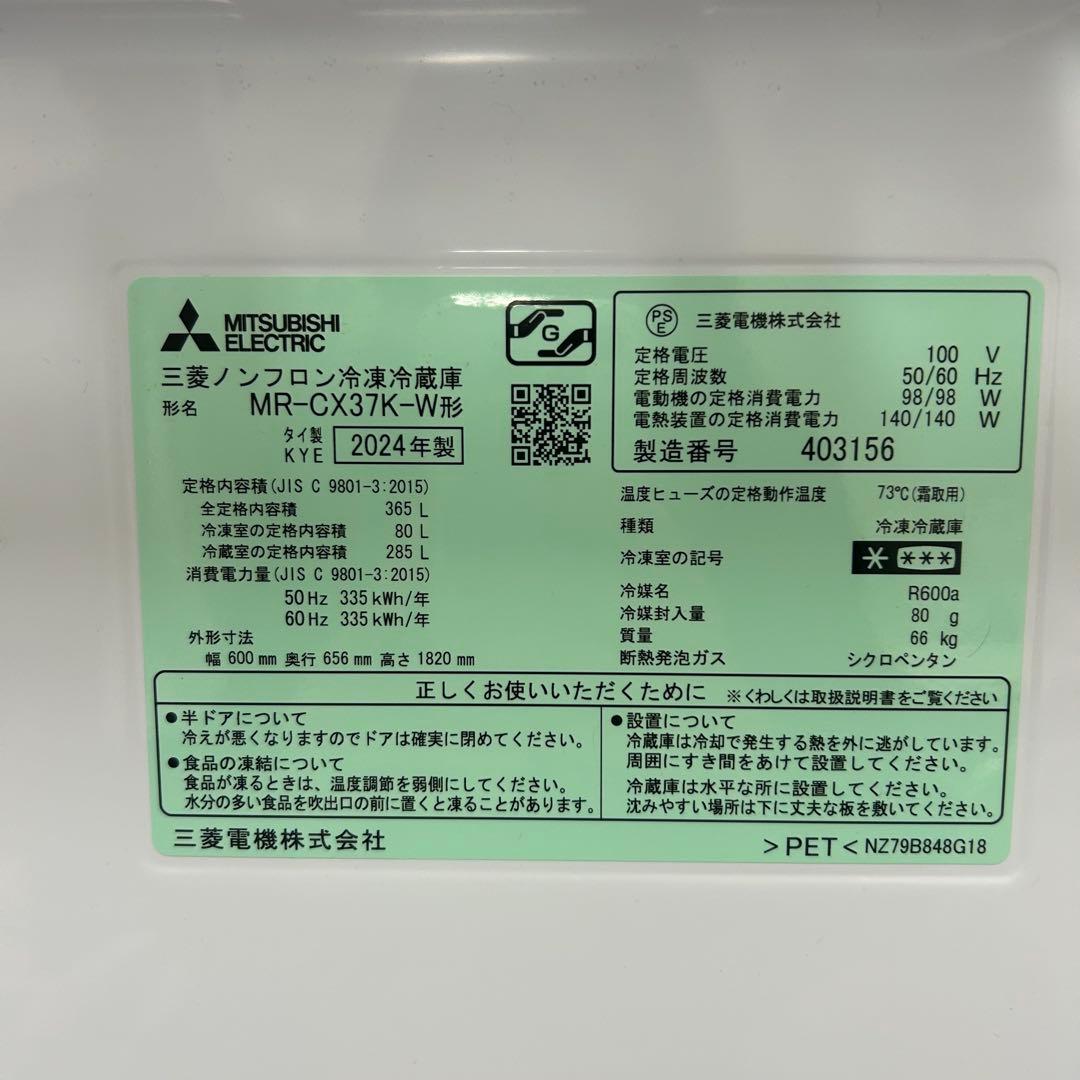 MITSUBISHI
ELECTRIC
三菱ノンフロン冷凍冷蔵庫
形名 MR-CX37K-W形
タイ製
KYE 2024年製
G
定格内容積(JIS C 9801-3:2015)
全定格内容積 365 L
冷凍室の定格内容積 80 L
冷蔵室の定格内容積 285 L
消費電力量(JIS C 9801-3:2015)
50Hz 335kWh/年
60Hz 335kWh/年
外形寸法
幅 600mm 奥行 656mm 高さ 1820mm
PSE 三菱電機株式会社
定格電圧 100 V
定格周波数 50/60 Hz
電動機の定格消費電力 98/98 W
電熱装置の定格消費電力 140/140 W
製造番号 403156
温度ヒューズの定格動作温度 73℃(霜取用)
種類 冷凍冷蔵庫
冷凍室の記号 * ***
冷媒名 R600a
冷媒封入量 80 g
質量 66 kg
断熱発泡ガス シクロペンタン
正しくお使いいただくために ※くわしくは取扱説明書をご覧ください
●半ドアについて
冷えが悪くなりますのでドアは確実に閉めてください。
●食品の凍結について
食品が凍るときは、温度調節を弱側にしてください。
水分の多い食品を吹出口の前に置くと凍ることがあります。
●設置について
冷蔵庫は冷却で発生する熱を外に逃がしています。
周囲にすき間をあけて設置してください。
冷蔵庫は水平な所に設置してください。
沈みやすい場所は下に丈夫な板を敷いてください。
三菱電機株式会社
>PET< NZ79B848G18